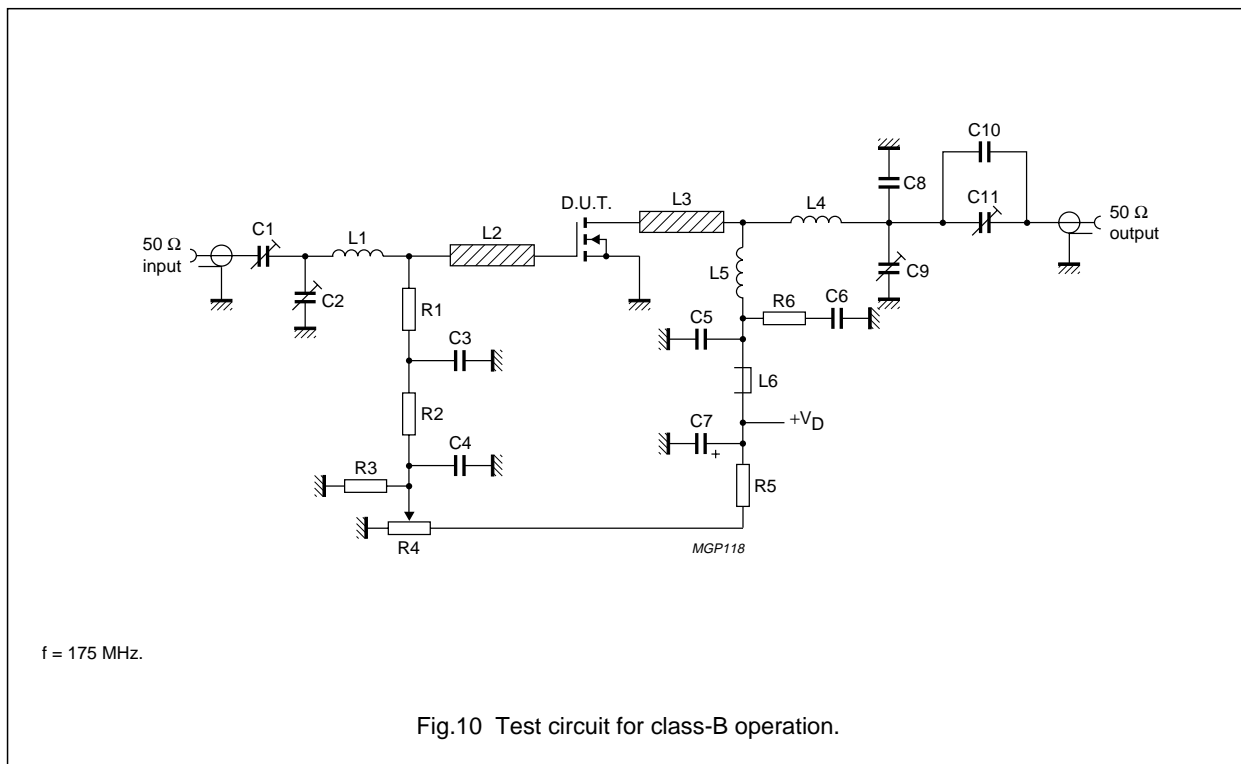 C10
C8
D.U.T.
L3
L4
C11
50 Ω
output
50 Ω
input
C1
L1
L2
C2
L5
C9
R1
R6
C6
C5
C3
L6
R2
+VD
C7
+
C4
R3
R5
R4
MGP118
f = 175 MHz.
Fig.10 Test circuit for class-B operation.